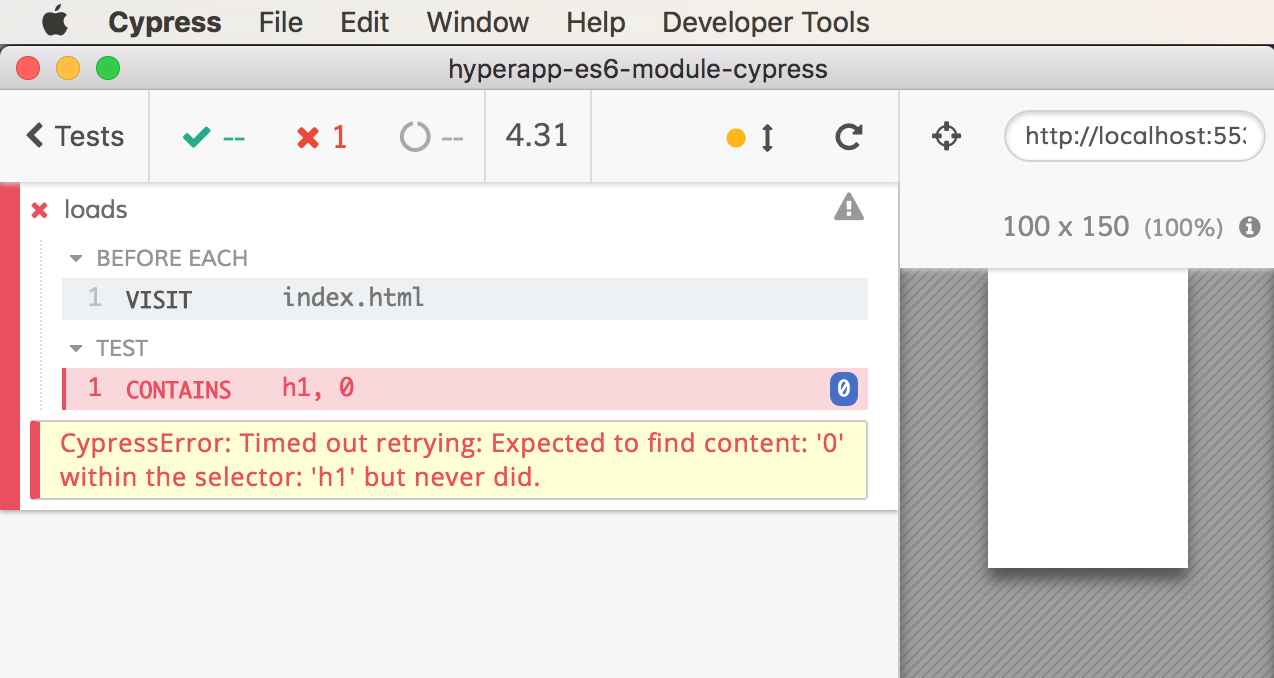 Cypress File Edit Window Help Developer Tools
hyperapp-es6-module-cypress
Tests -- 1 -- 4.31 http://localhost:553
loads
100 x 150 (100%)
BEFORE EACH
1 VISIT index.html
TEST
1 CONTAINS h1, 0 0
CypressError: Timed out retrying: Expected to find content: '0'
within the selector: 'h1' but never did.